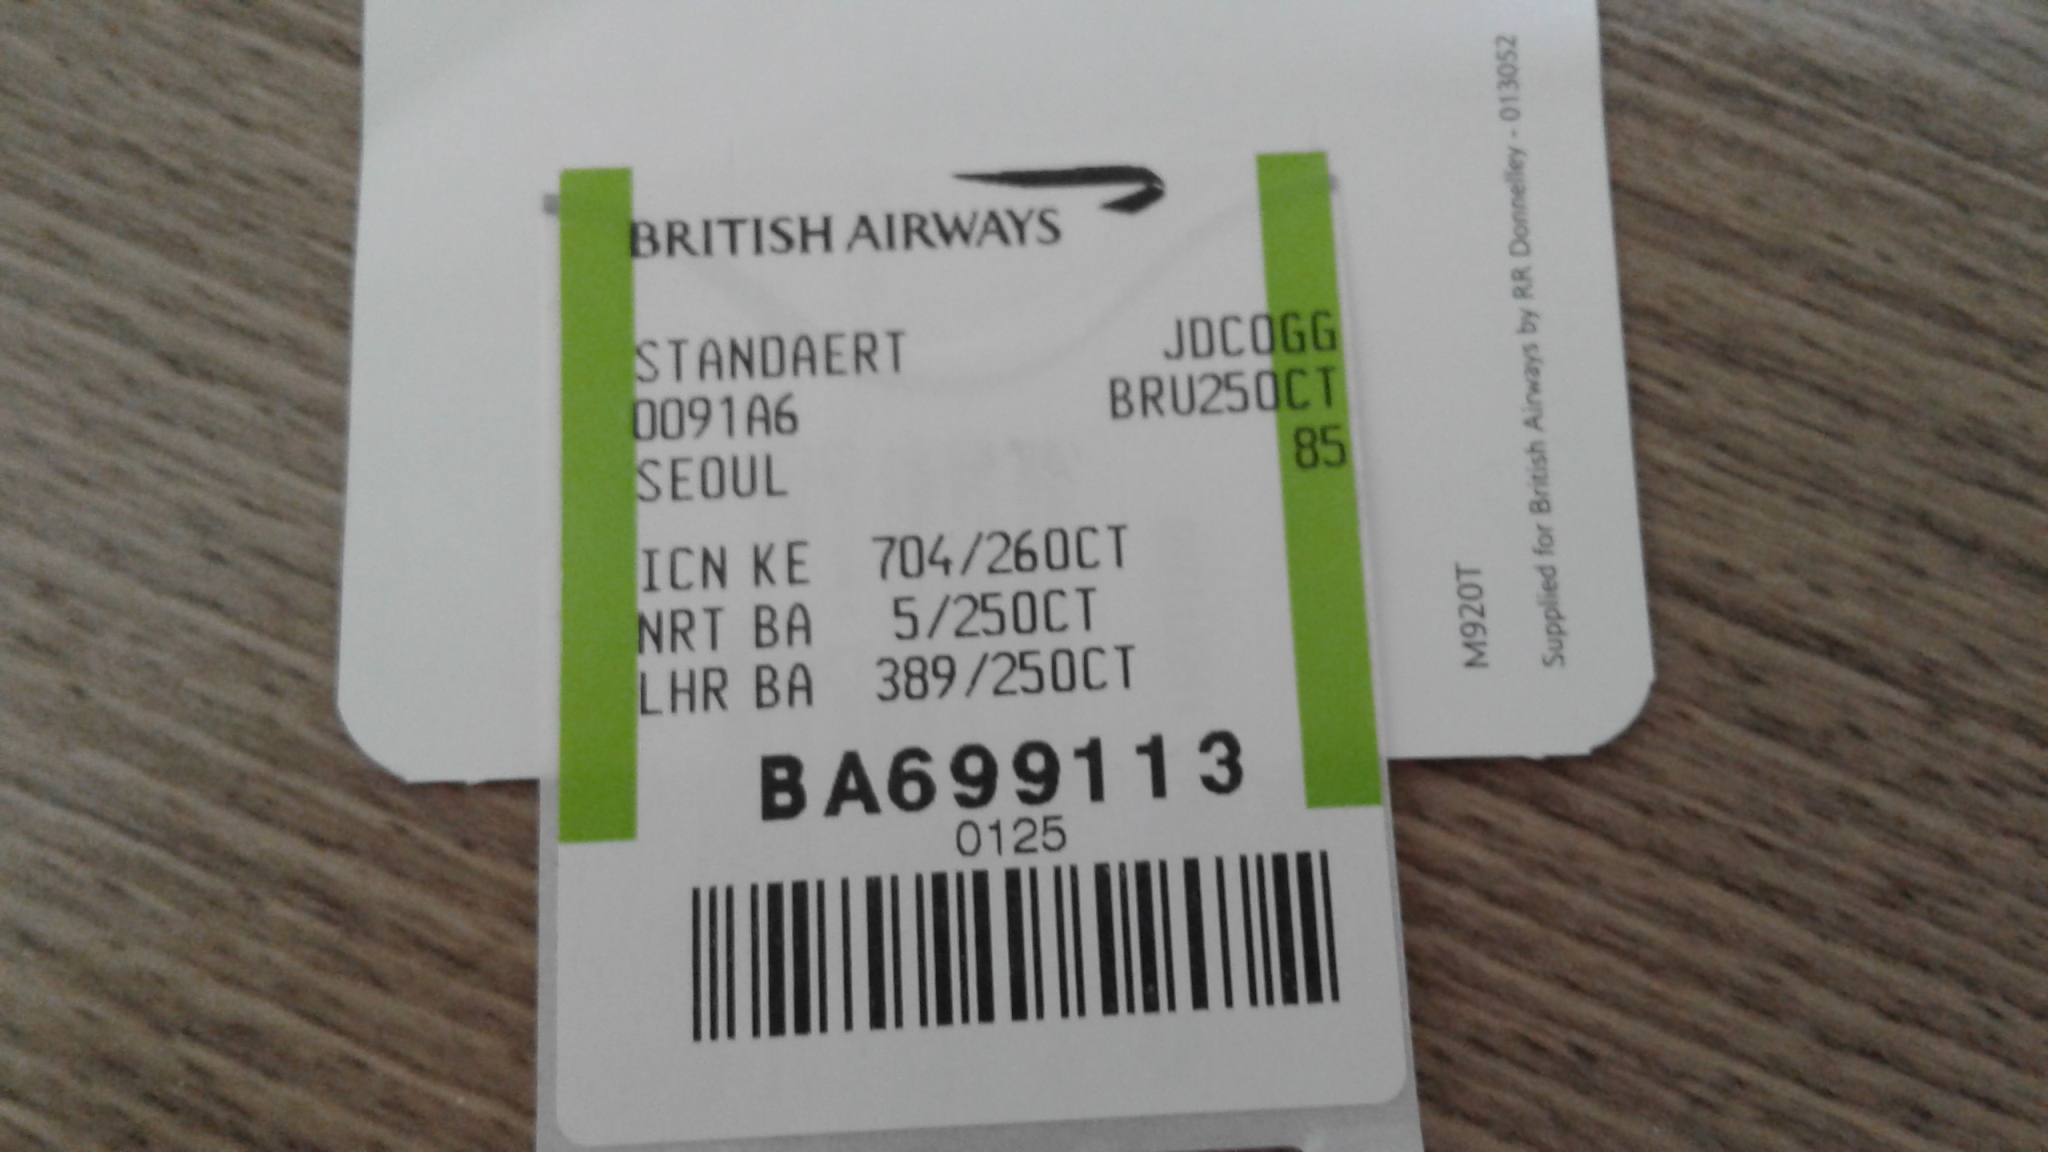 BRITISH AIRWAYS
STANDAERT JDCOGG
0091A6 BRU25OCT
SEOUL 85
ICN KE 704/26OCT
NRT BA 5/25OCT
LHR BA 389/25OCT
BA699113
0125
M920T
Supplied for British Airways by RR Donnelley - 013052